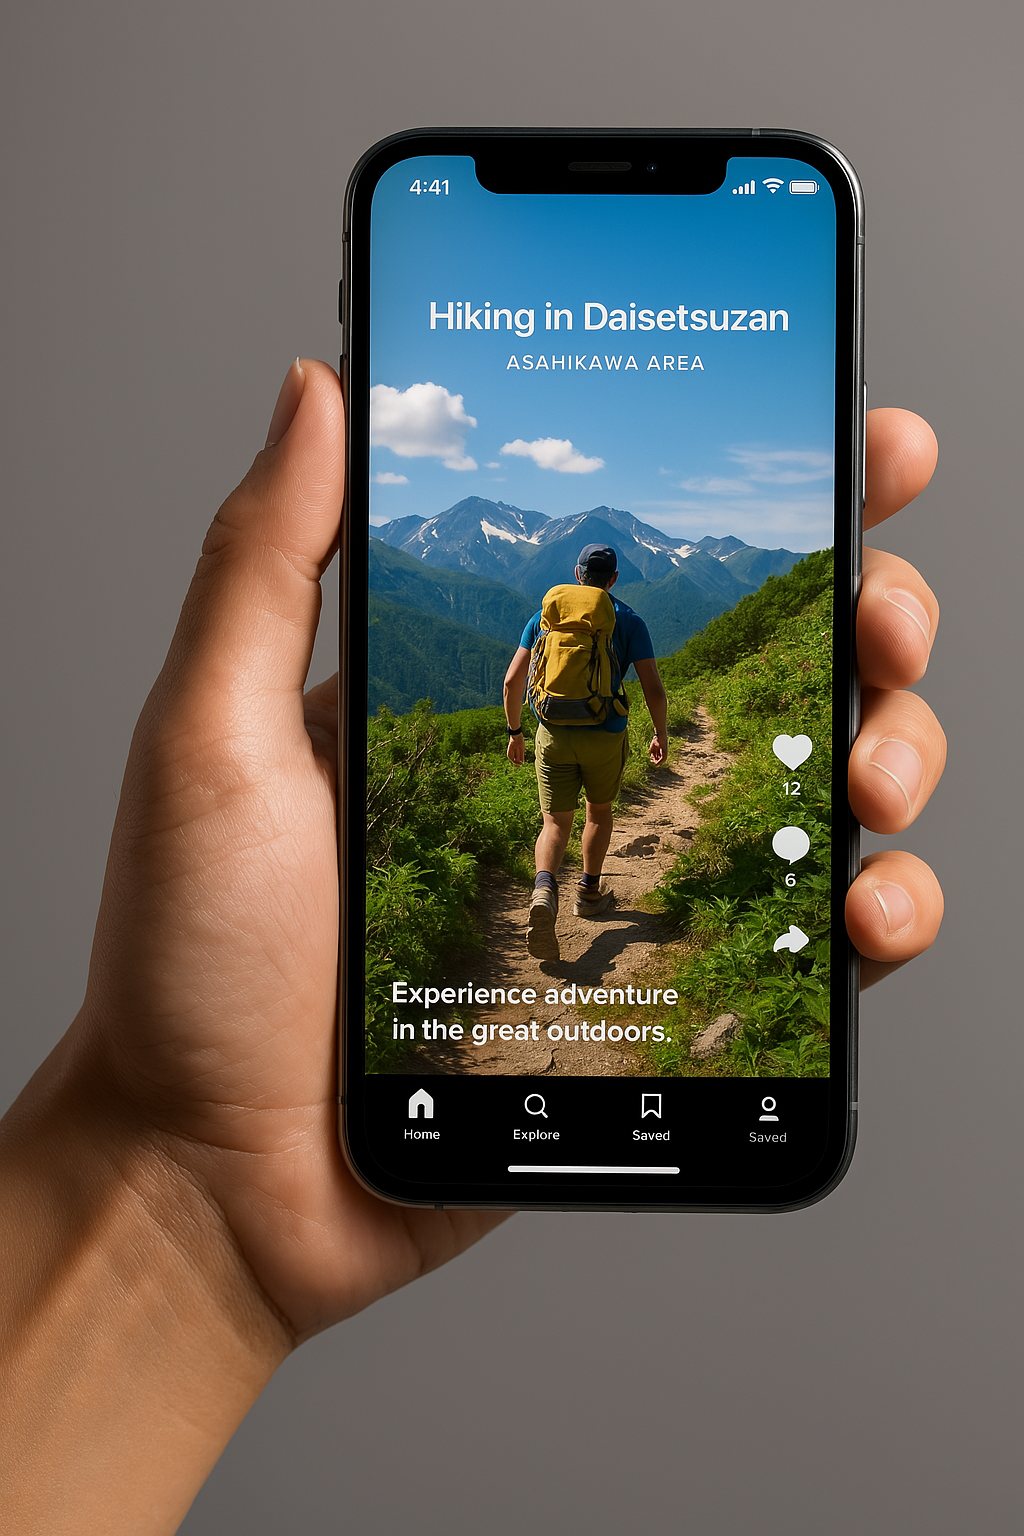 4:41
Hiking in Daisetsuzan
ASAHIKAWA AREA
12
6
Experience adventure
in the great outdoors.
Home
Explore
Saved
Saved